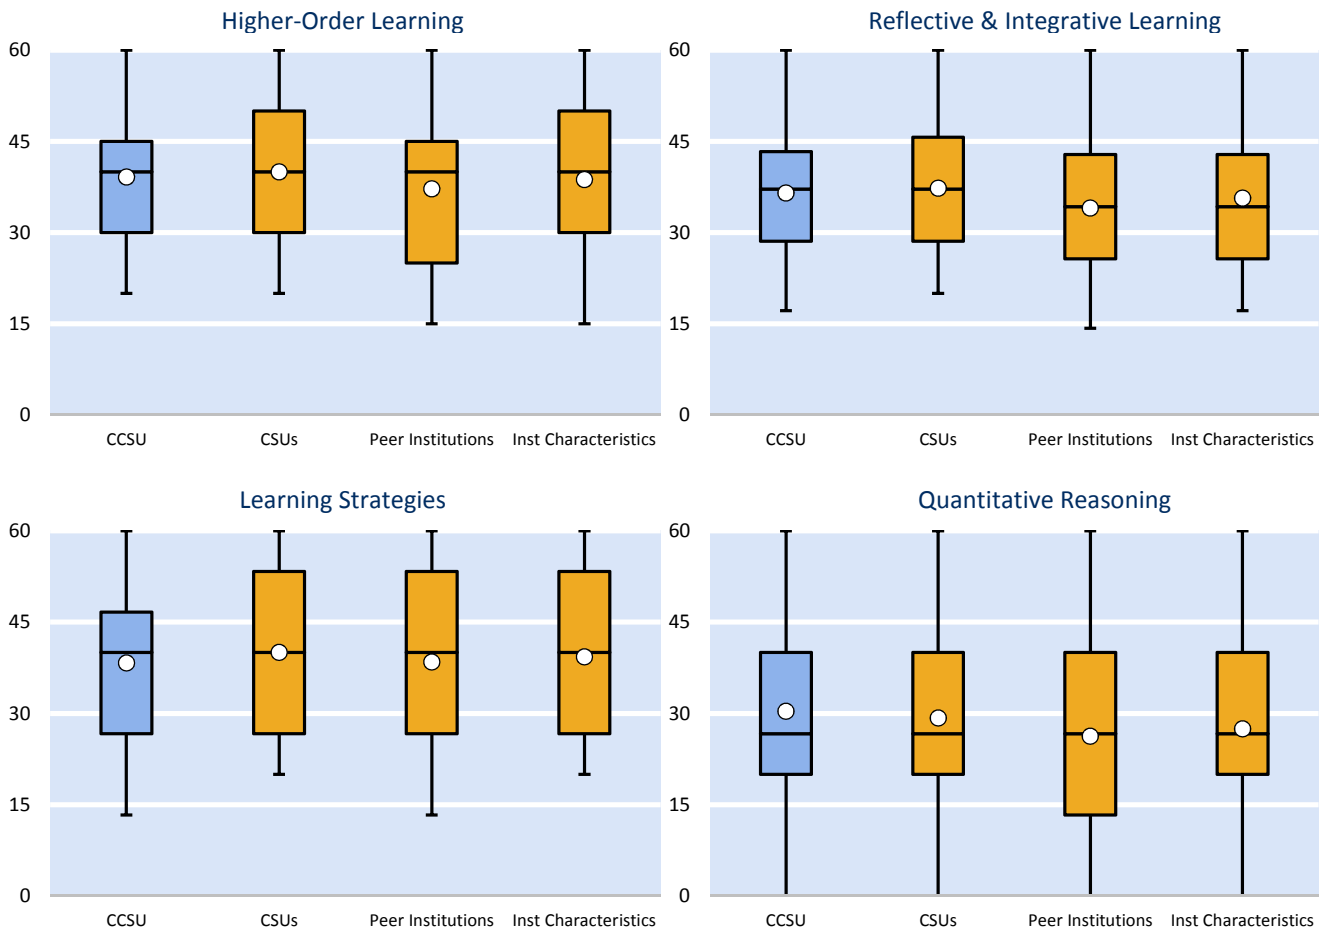 Higher-Order Learning
60
45
30
15
0
CCSU CSUs Peer Institutions Inst Characteristics
Reflective & Integrative Learning
60
45
30
15
0
CCSU CSUs Peer Institutions Inst Characteristics
Learning Strategies
60
45
30
15
0
CCSU CSUs Peer Institutions Inst Characteristics
Quantitative Reasoning
60
45
30
15
0
CCSU CSUs Peer Institutions Inst Characteristics